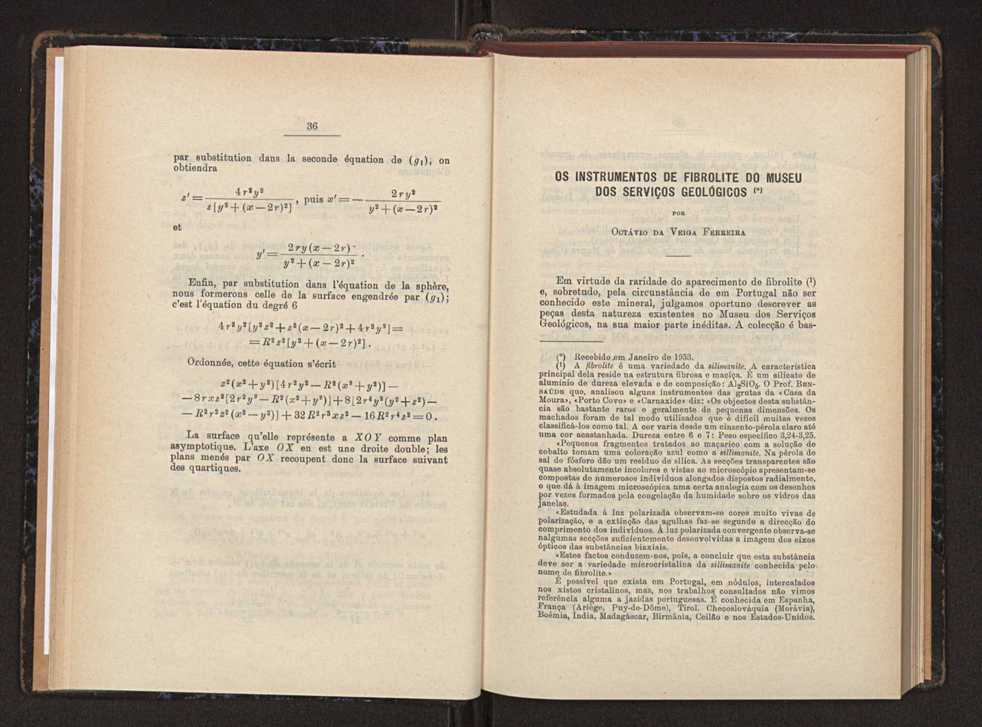 36
par substitution dans la seconde équation de (g₁), on
obtiendra
z' = 4r²y² / z[y² + (x — 2r)²] , puis x' = — 2ry² / y² + (x — 2r)²
et
y' = 2ry(x — 2r) / y² + (x — 2r)² .
Enfin, par substitution dans l'équation de la sphère,
nous formerons celle de la surface engendrée par (g₁);
c'est l'équation du degré 6
4r²y²[y²z² + z²(x — 2r)² + 4r²y²] =
= R²z²[y² + (x — 2r)²] .
Ordonnée, cette équation s'écrit
z²(x² + y²)[4r²y² — R²(x² + y²)] —
— 8rxz²[2r²y² — R²(x² + y²)] + 8[2r⁴y²(y² + z²) —
— R²r²z²(x² — y²)] + 32R²r³xz² — 16R²r⁴z² = 0 .
La surface qu'elle représente a XOY comme plan
asymptotique. L'axe OX en est une droite double; les
plans menés par OX recoupent donc la surface suivant
des quartiques.
OS INSTRUMENTOS DE FIBROLITE DO MUSEU
DOS SERVIÇOS GEOLÓGICOS (*)
POR
OCTÁVIO DA VEIGA FERREIRA
Em virtude da raridade do aparecimento de fibrolite (¹)
e, sobretudo, pela circunstância de em Portugal não ser
conhecido este mineral, julgamos oportuno descrever as
peças desta natureza existentes no Museu dos Serviços
Geológicos, na sua maior parte inéditas. A colecção é bas-
(*) Recebido em Janeiro de 1953.
(¹) A fibrolite é uma variedade da silimanite. A característica
principal dela reside na estrutura fibrosa e maciça. É um silicato de
alumínio de dureza elevada e de composição: Al₂SiO₅. O Prof. BEN-
SAÚDE que, analisou alguns instrumentos das grutas da «Casa da
Moura», «Porto Covo» e «Carnaxide» diz: «Os objectos desta substân-
cia são bastante raros e geralmente de pequenas dimensões. Os
machados foram de tal modo utilizados que é difícil muitas vezes
classificá-los como tal. A cor varia desde um cinzento-pérola claro até
uma cor acastanhada. Dureza entre 6 e 7: Peso específico 3,24-3,25.
«Pequenos fragmentos tratados ao maçarico com a solução de
cobalto tomam uma coloração azul como a sillimanite. Na pérola de
sal de fósforo dão um resíduo de sílica. As secções transparentes são
quase absolutamente incolores e vistas ao microscópio apresentam-se
compostas de numerosos indivíduos alongados dispostos radialmente,
o que dá à imagem microscópica uma certa analogia com os desenhos
por vezes formados pela congelação da humidade sobre os vidros das
janelas.
«Estudada à luz polarizada observam-se cores muito vivas de
polarização, e a extinção das agulhas faz-se segundo a direcção do
comprimento dos indivíduos. À luz polarizada convergente observa-se
nalgumas secções suficientemente desenvolvidas a imagem dos eixos
ópticos das substâncias biaxiais.
«Estes factos conduzem-nos, pois, a concluir que esta substância
deve ser a variedade microcristalina da sillimanite conhecida pelo
nome de fibrolite.»
É possível que exista em Portugal, em nódulos, intercalados
nos xistos cristalinos, mas, nos trabalhos consultados não vimos
referência alguma a jazidas portuguesas. É conhecida em Espanha,
França (Ariège, Puy-de-Dôme), Tirol. Checoslováquia (Morávia),
Boémia, Índia, Madagáscar, Birmânia, Ceilão e nos Estados-Unidos.